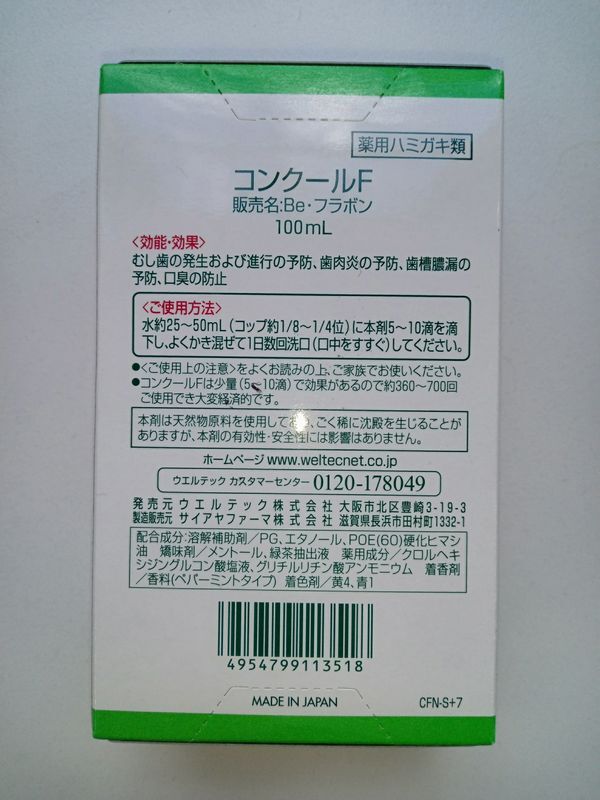 薬用ハミガキ類
コンクールF
販売名:Be・フラボン
100mL
〈効能・効果〉
むし歯の発生および進行の予防、歯肉炎の予防、歯槽膿漏の
予防、口臭の防止
〈ご使用方法〉
水約25〜50mL(コップ約1/8〜1/4位)に本剤5〜10滴を滴
下し、よくかき混ぜて1日数回洗口(口中をすすぐ)してください。
●〈ご使用上の注意〉をよくお読みの上、ご家族でお使いください。
●コンクールFは少量(5〜10滴)で効果があるので約360〜700回
ご使用でき大変経済的です。
本剤は天然物原料を使用しており、ごく稀に沈殿を生じることが
ありますが、本剤の有効性・安全性には影響はありません。
ホームページ www.weltecnet.co.jp
ウエルテック カスタマーセンター 0120-178049
発売元 ウエルテック株式会社 大阪市北区豊崎3-19-3
製造販売元 サイアヤファーマ株式会社 滋賀県長浜市田村町1332-1
配合成分:溶解補助剤/PG、エタノール、POE(60)硬化ヒマシ
油 矯味剤/メントール、緑茶抽出液 薬用成分/クロルヘキ
シジングルコン酸塩液、グリチルリチン酸アンモニウム 着香剤
/香料(ペパーミントタイプ) 着色剤/黄4、青1
4954799113518
MADE IN JAPAN
CFN-S+7